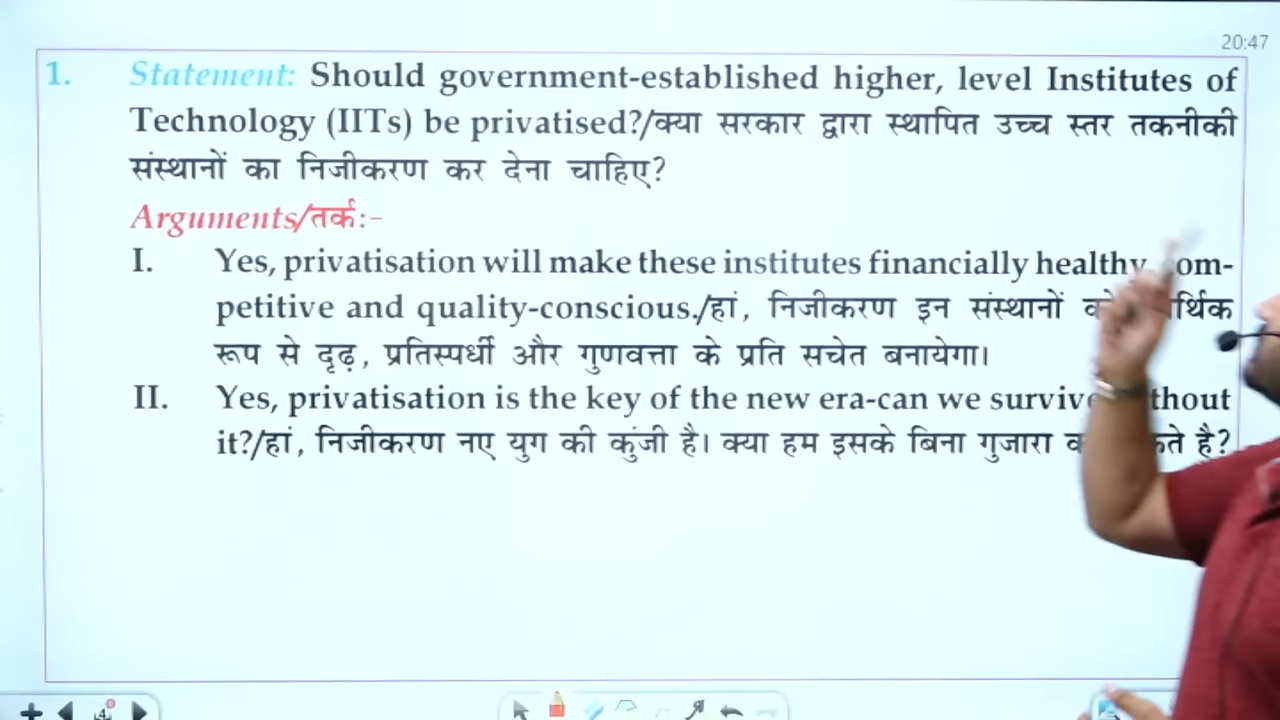 20:47
1. Statement: Should government-established higher, level Institutes of
Technology (IITs) be privatised?/क्या सरकार द्वारा स्थापित उच्च स्तर तकनीकी
संस्थानों का निजीकरण कर देना चाहिए?
Arguments/तर्क:-
I. Yes, privatisation will make these institutes financially healthy
petitive and quality-conscious./हां, निजीकरण इन संस्थानों
रूप से दृढ़, प्रतिस्पर्धी और गुणवत्ता के प्रति सचेत बनायेगा।
II. Yes, privatisation is the key of the new era-can we
it?/हां, निजीकरण नए युग की कुंजी है। क्या हम इसके बिना गुजारा है?
4